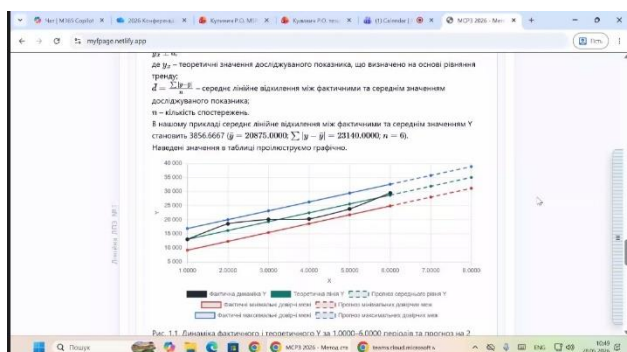 myfpage.netlify.app
де yₓ – теоретичні значення досліджуваного показника, що визначено на основі рівняння
тренду;
d̄ = ∑|y−ȳ| / n – середнє лінійне відхилення між фактичними та середнім значенням
досліджуваного показника;
n – кількість спостережень.
В нашому прикладі середнє лінійне відхилення між фактичними та середнім значенням Y
становить 3856.6667 (ȳ = 20875.0000; ∑|y − ȳ| = 23140.0000; n = 6).
Наведені значення в таблиці проілюструємо графічно.
40 000
35 000
30 000
25 000
20 000
15 000
10 000
5 000
Y
1.0000 2.0000 3.0000 4.0000 5.0000 6.0000 7.0000 8.0000
X
Фактична динаміка Y Теоретична лінія Y Прогноз середнього рівня Y
Фактичні мінімальні довірчі межі Прогноз мінімальних довірчих меж
Фактичні максимальні довірчі межі Прогноз максимальних довірчих меж
Рис. 1.1. Динаміка фактичного і теоретичного Y за 1.0000–6.0000 періодів та прогноз на 2
Пошук
ENG
10:49